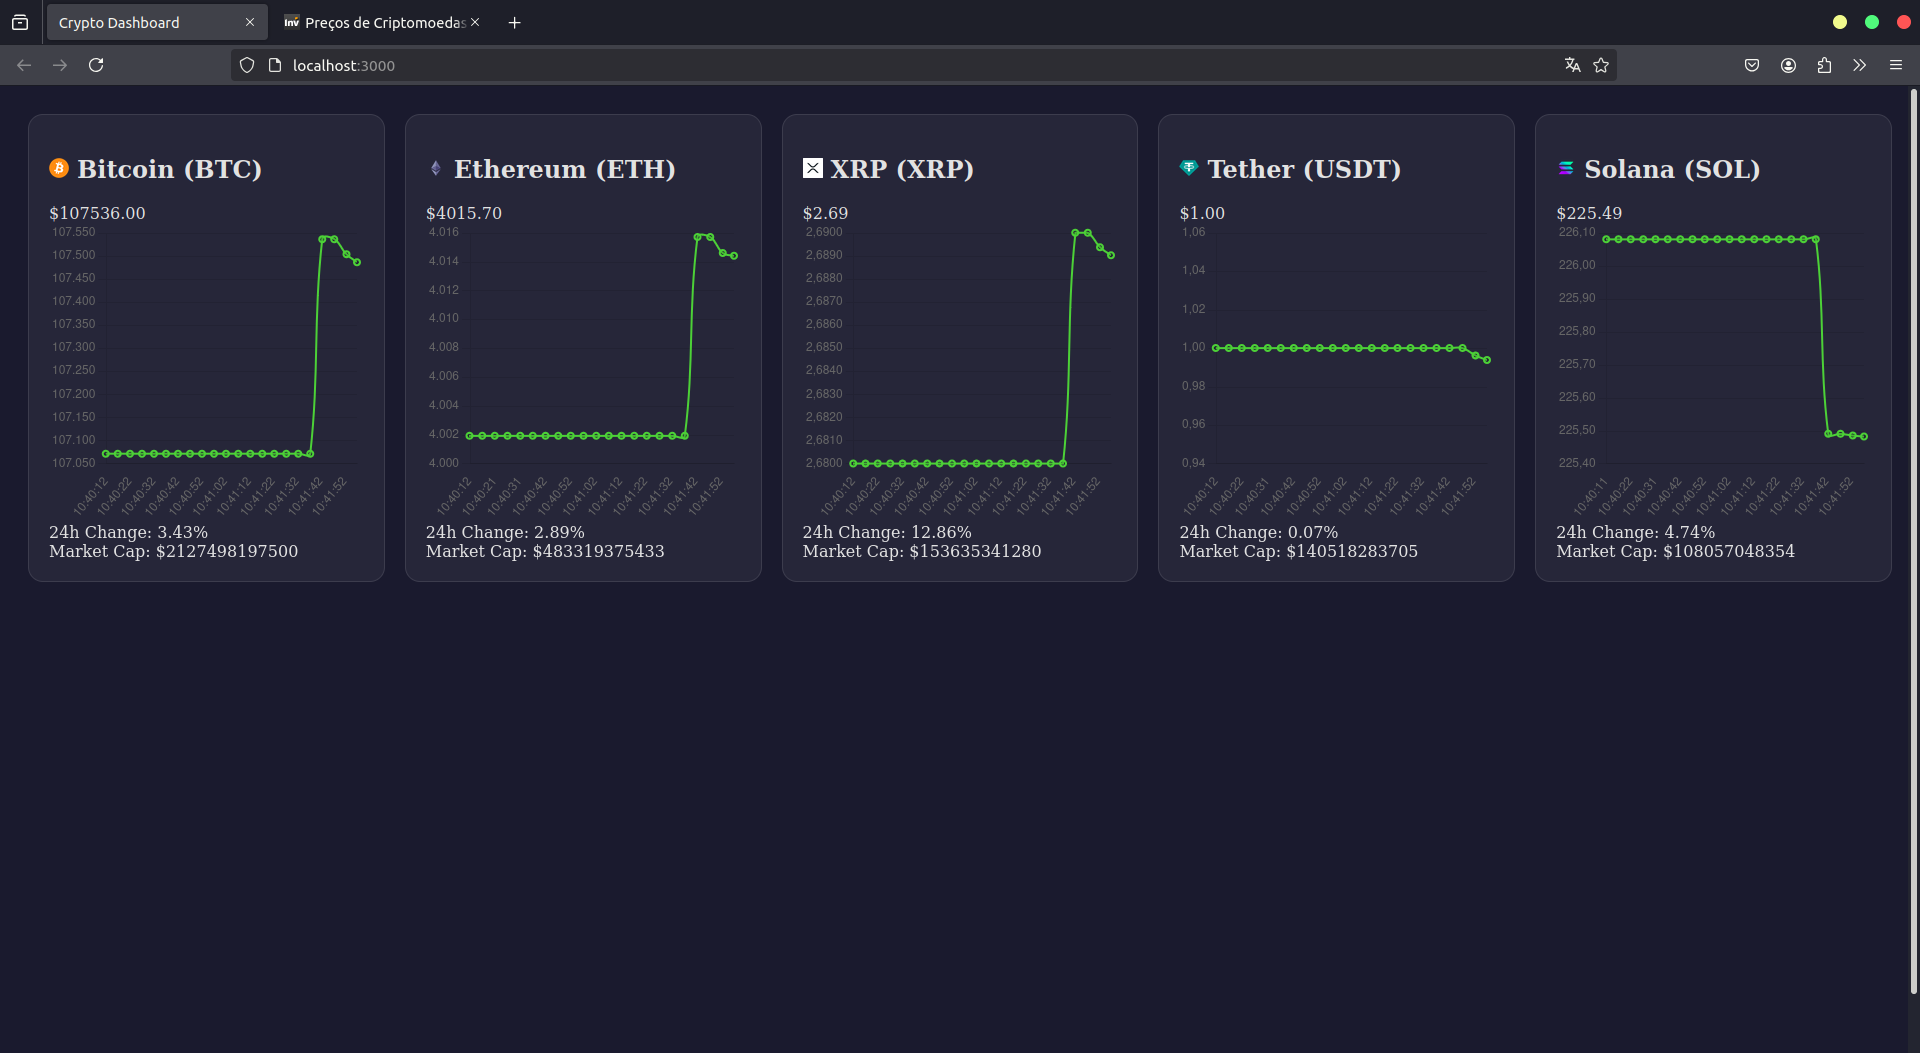 Crypto Dashboard
inv Preços de Criptomoedas
localhost:3000
Bitcoin (BTC)
$107536.00
107.550
107.500
107.450
107.400
107.350
107.300
107.250
107.200
107.150
107.100
107.050
10:40:12 10:40:22 10:40:32 10:40:42 10:40:52 10:41:02 10:41:12 10:41:22 10:41:32 10:41:42 10:41:52
24h Change: 3.43%
Market Cap: $2127498197500
Ethereum (ETH)
$4015.70
4.016
4.014
4.012
4.010
4.008
4.006
4.004
4.002
4.000
10:40:12 10:40:21 10:40:31 10:40:42 10:40:52 10:41:02 10:41:12 10:41:22 10:41:32 10:41:42 10:41:52
24h Change: 2.89%
Market Cap: $483319375433
XRP (XRP)
$2.69
2,6900
2,6890
2,6880
2,6870
2,6860
2,6850
2,6840
2,6830
2,6820
2,6810
2,6800
10:40:12 10:40:22 10:40:32 10:40:42 10:40:52 10:41:02 10:41:12 10:41:22 10:41:32 10:41:42 10:41:52
24h Change: 12.86%
Market Cap: $153635341280
Tether (USDT)
$1.00
1,06
1,04
1,02
1,00
0,98
0,96
0,94
10:40:12 10:40:22 10:40:31 10:40:42 10:40:52 10:41:02 10:41:12 10:41:22 10:41:32 10:41:42 10:41:52
24h Change: 0.07%
Market Cap: $140518283705
Solana (SOL)
$225.49
226,10
226,00
225,90
225,80
225,70
225,60
225,50
225,40
10:40:11 10:40:22 10:40:31 10:40:42 10:40:52 10:41:02 10:41:12 10:41:22 10:41:32 10:41:42 10:41:52
24h Change: 4.74%
Market Cap: $108057048354